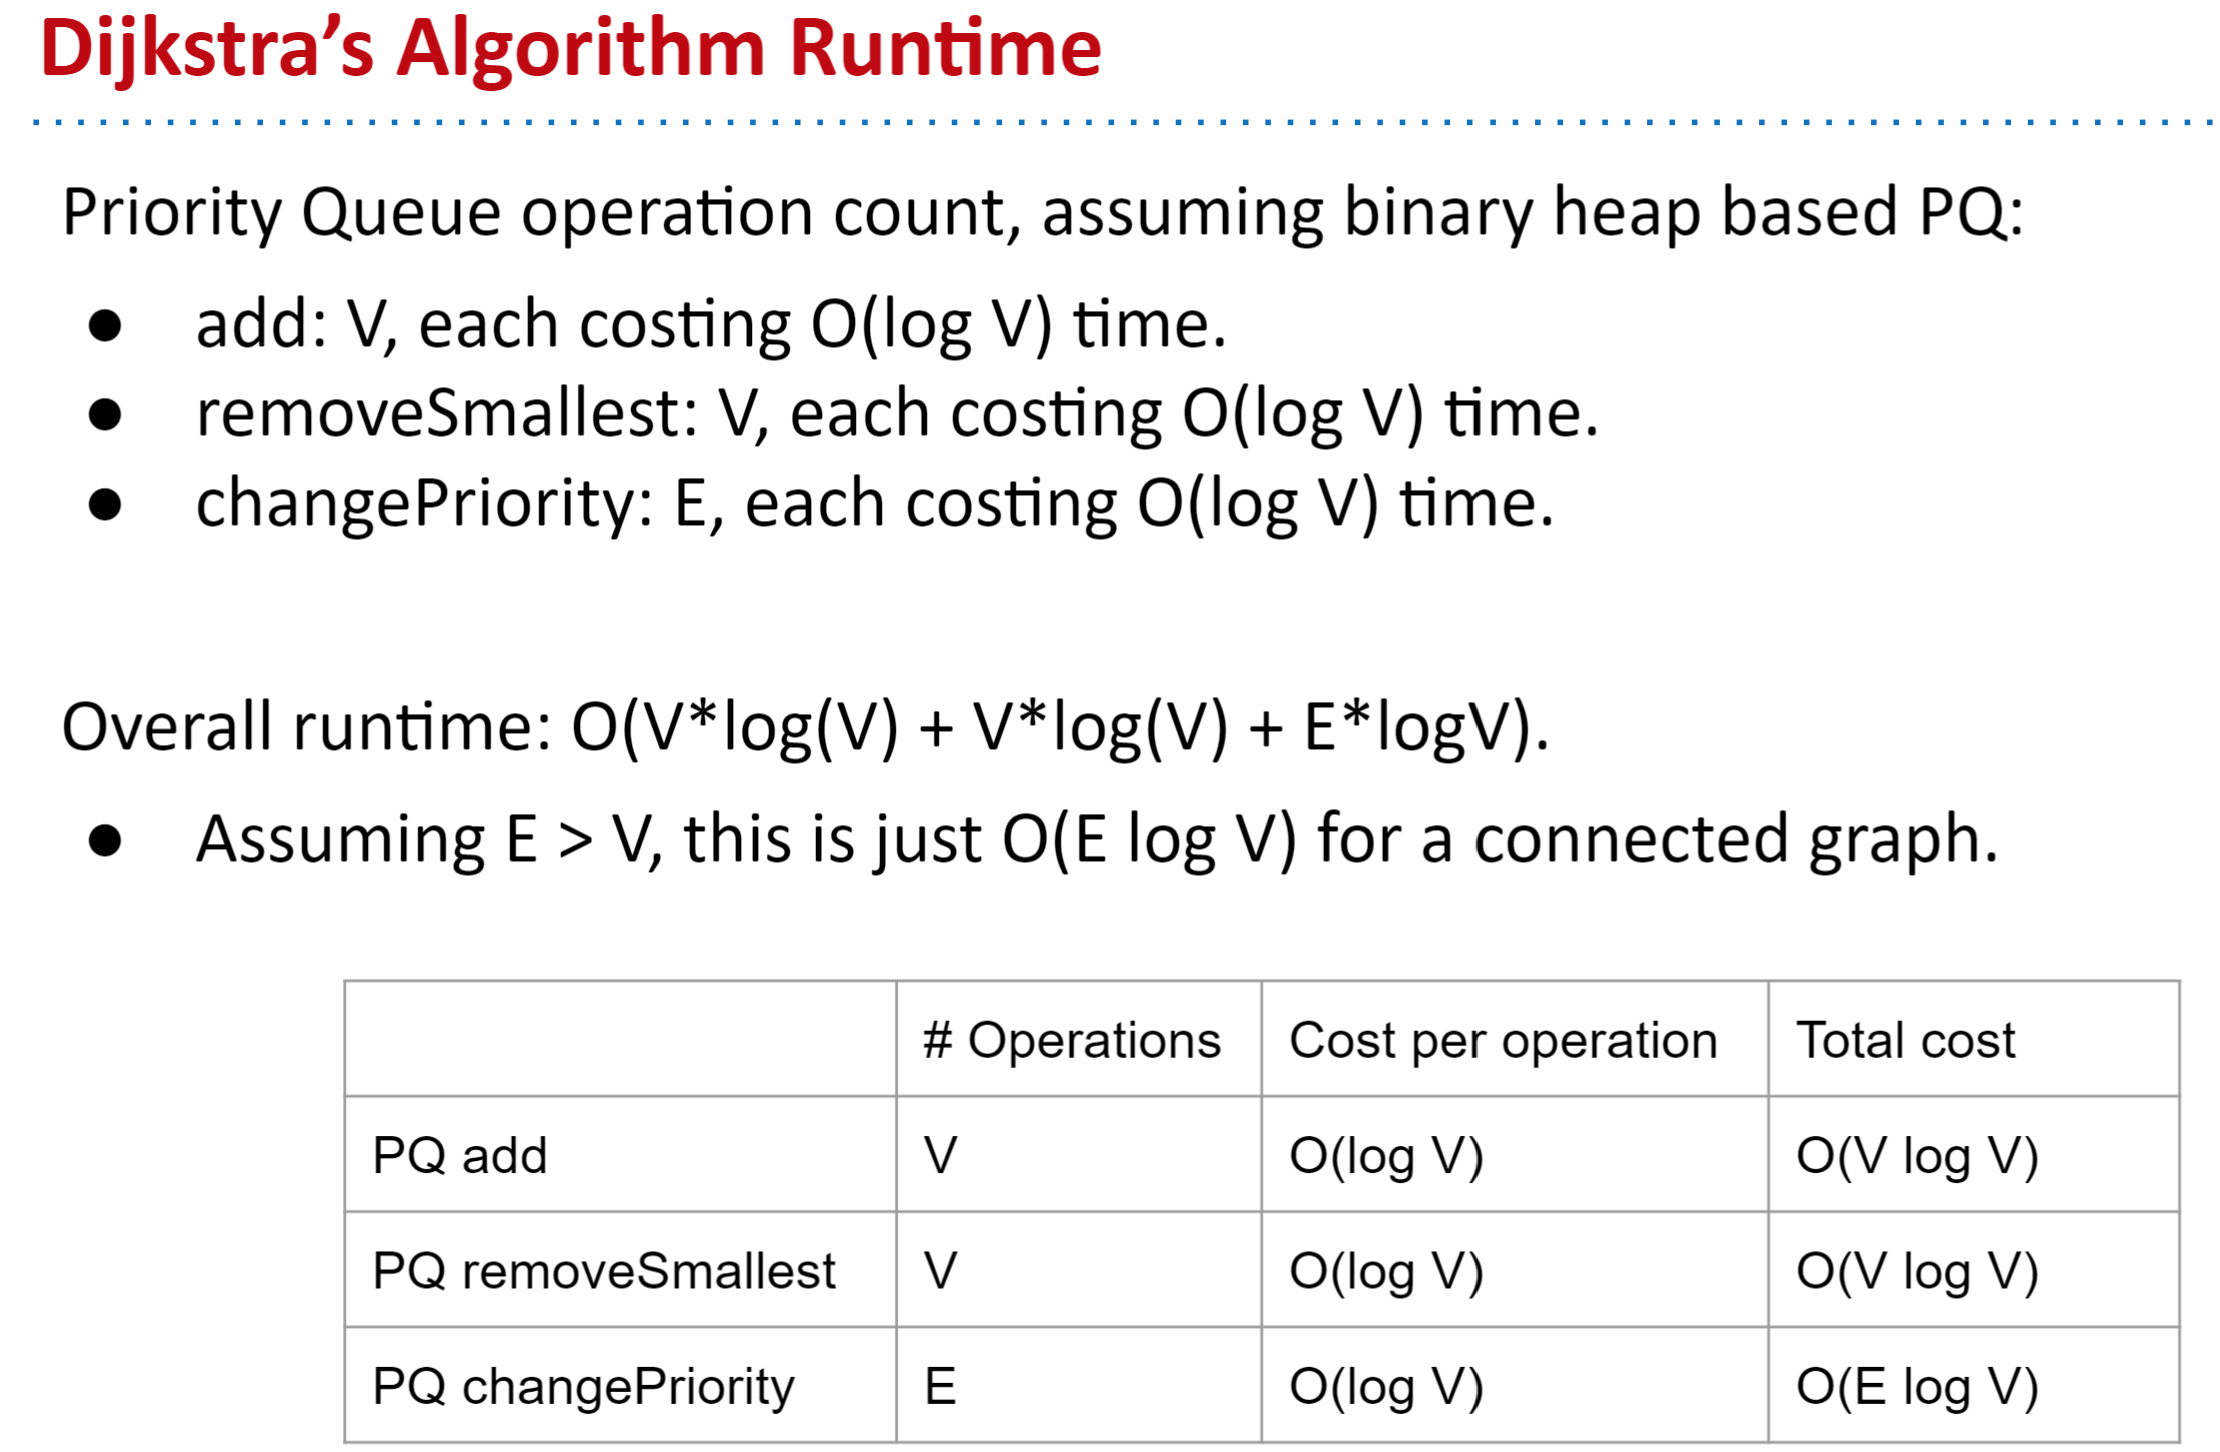 Dijkstra’s Algorithm Runtime
Priority Queue operation count, assuming binary heap based PQ:
● add: V, each costing O(log V) time.
● removeSmallest: V, each costing O(log V) time.
● changePriority: E, each costing O(log V) time.
Overall runtime: O(V*log(V) + V*log(V) + E*logV).
● Assuming E > V, this is just O(E log V) for a connected graph.
# Operations Cost per operation Total cost
PQ add V O(log V) O(V log V)
PQ removeSmallest V O(log V) O(V log V)
PQ changePriority E O(log V) O(E log V)